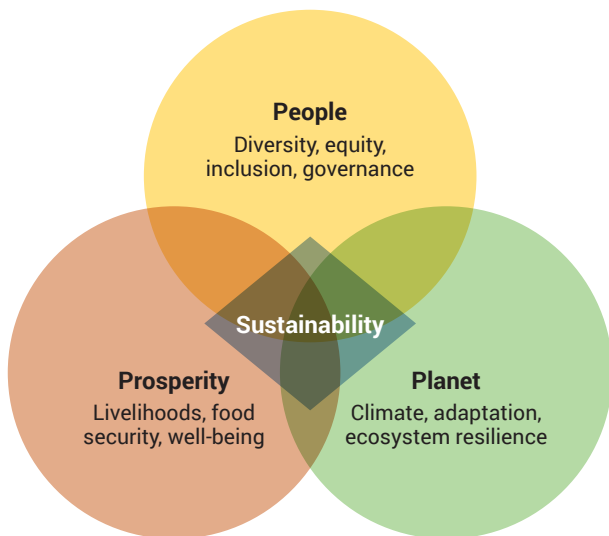 People
Diversity, equity,
inclusion, governance
Sustainability
Prosperity
Livelihoods, food
security, well-being
Planet
Climate, adaptation,
ecosystem resilience